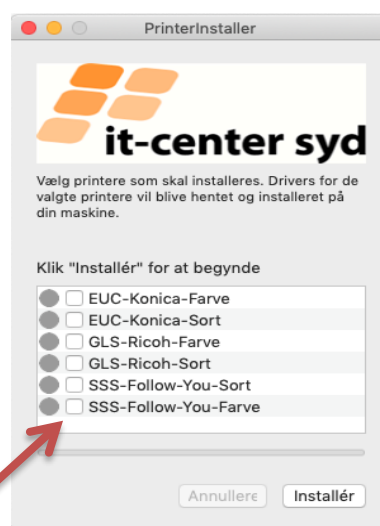 PrinterInstaller
it-center syd
Vælg printere som skal installeres. Drivers for de
valgte printere vil blive hentet og installeret på
din maskine.
Klik "Installér" for at begynde
EUC-Konica-Farve
EUC-Konica-Sort
GLS-Ricoh-Farve
GLS-Ricoh-Sort
SSS-Follow-You-Sort
SSS-Follow-You-Farve
Annullere
Installér